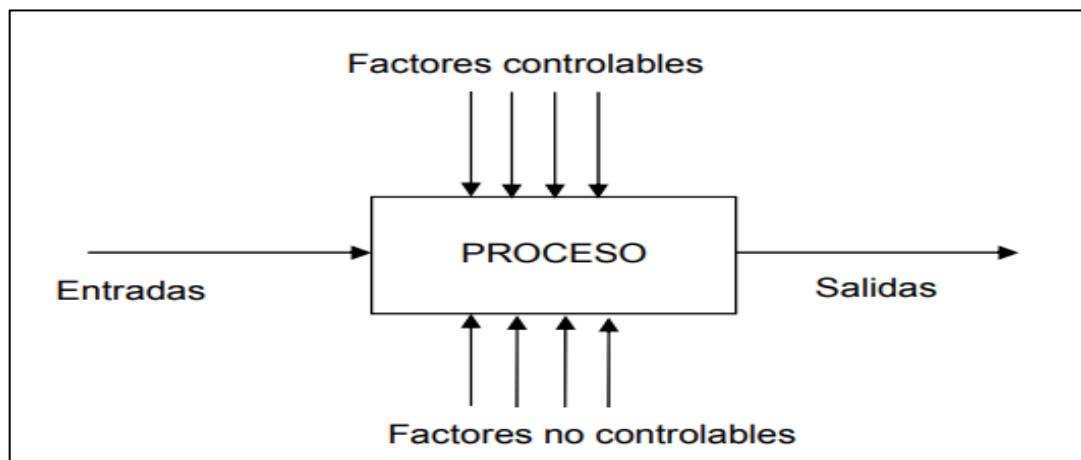 Factores controlables
PROCESO
Entradas
Salidas
Factores no controlables